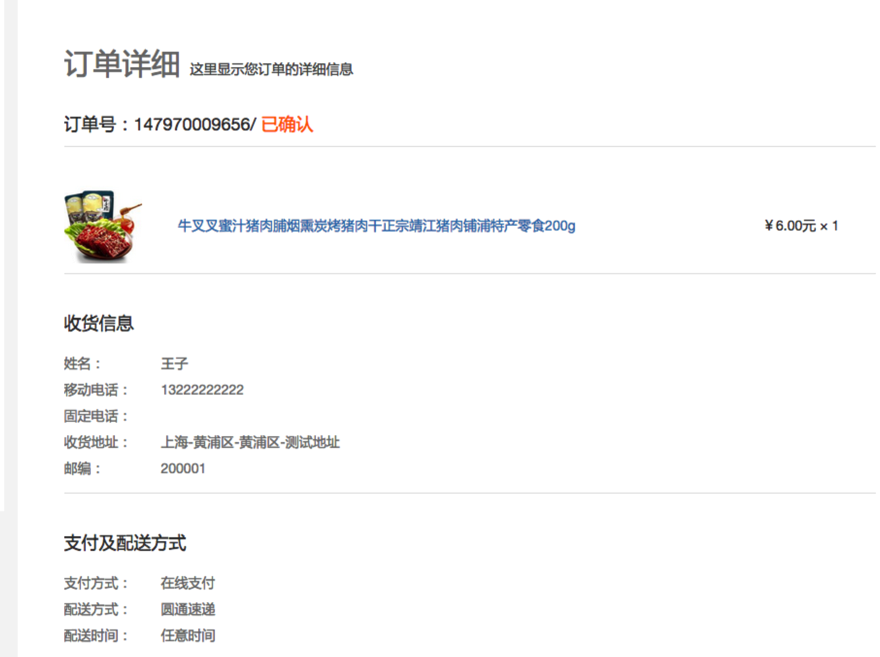 订单详细 这里显示您订单的详细信息
订单号：147970009656/ 已确认
牛叉叉蜜汁猪肉脯烟熏炭烤猪肉干正宗靖江猪肉铺浦特产零食200g ¥ 6.00元 × 1
收货信息
姓名： 王子
移动电话： 13222222222
固定电话：
收货地址： 上海-黄浦区-黄浦区-测试地址
邮编： 200001
支付及配送方式
支付方式： 在线支付
配送方式： 圆通速递
配送时间： 任意时间